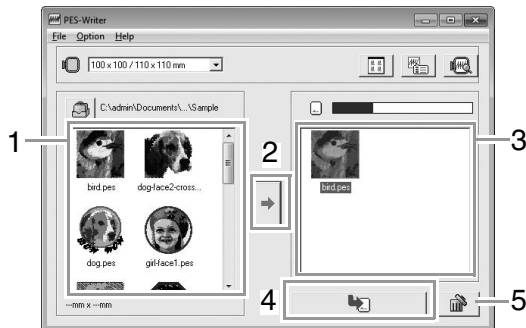 PES-Writer
File Option Help
100 x 100 / 110 x 110 mm
C:\admin\Documents\...\Sample
1
2
3
bird.pes
dog-face2-cross...
bird.pes
dog.pes
girl-face1.pes
4
5
---mm x ---mm